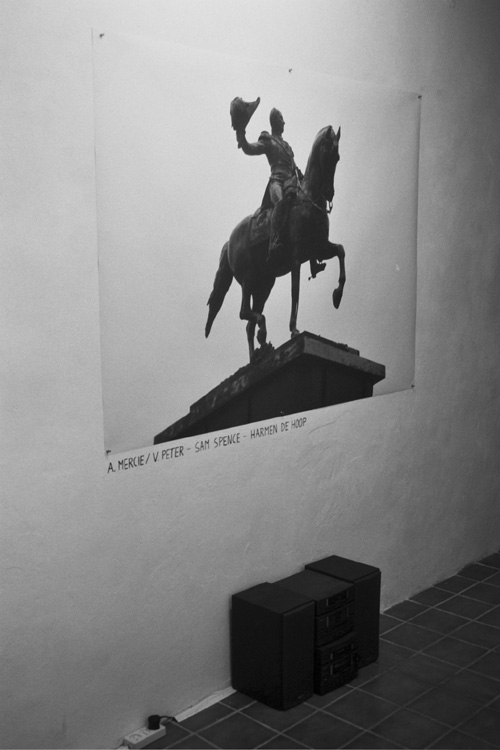 A. MERCIE / V. PETER - SAM SPENCE - HARMEN DE HOOP